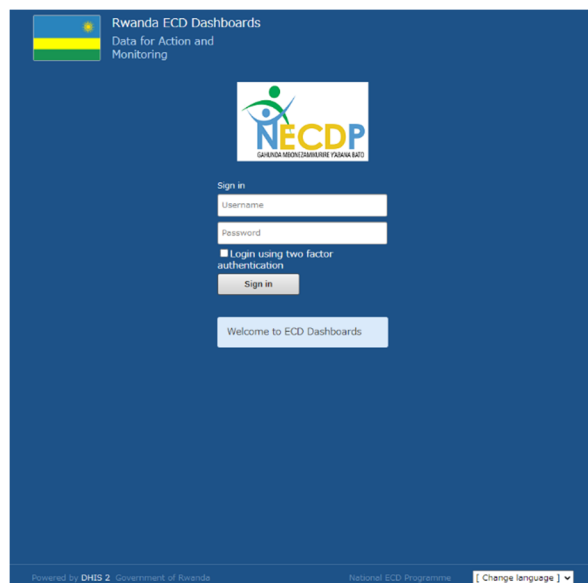 Rwanda ECD Dashboards
Data for Action and
Monitoring
NECDP
GAHUNDA MBONEZAMIKURIRE Y'ABANA BATO
Sign in
Username
Password
Login using two factor
authentication
Sign in
Welcome to ECD Dashboards
Powered by DHIS 2 Government of Rwanda
National ECD Programme
[ Change language ]